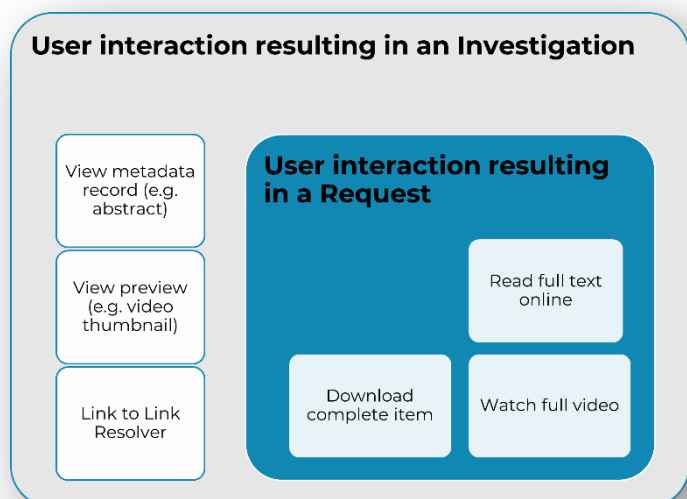 User interaction resulting in an Investigation
View metadata
record (e.g.
abstract)
View preview
(e.g. video
thumbnail)
Link to Link
Resolver
User interaction resulting
in a Request
Read full text
online
Download
complete item
Watch full video